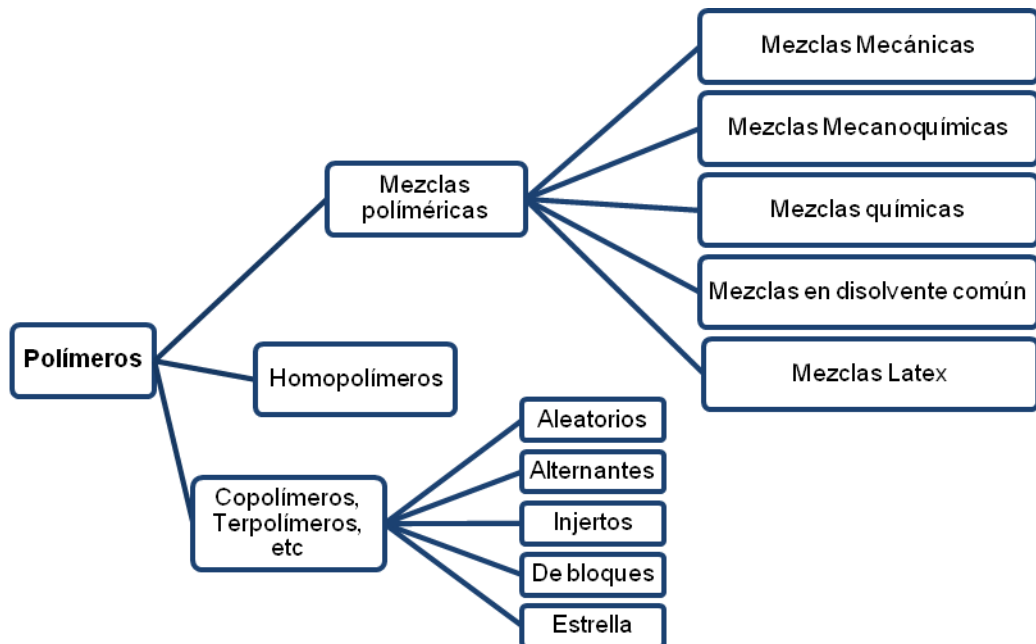 Polímeros
Mezclas
políméricas
Mezclas Mecánicas
Mezclas Mecanoquímicas
Mezclas químicas
Mezclas en disolvente común
Mezclas Latex
Homopolímeros
Copolímeros,
Terpolímeros,
etc
Aleatorios
Alternantes
Injertos
De bloques
Estrella